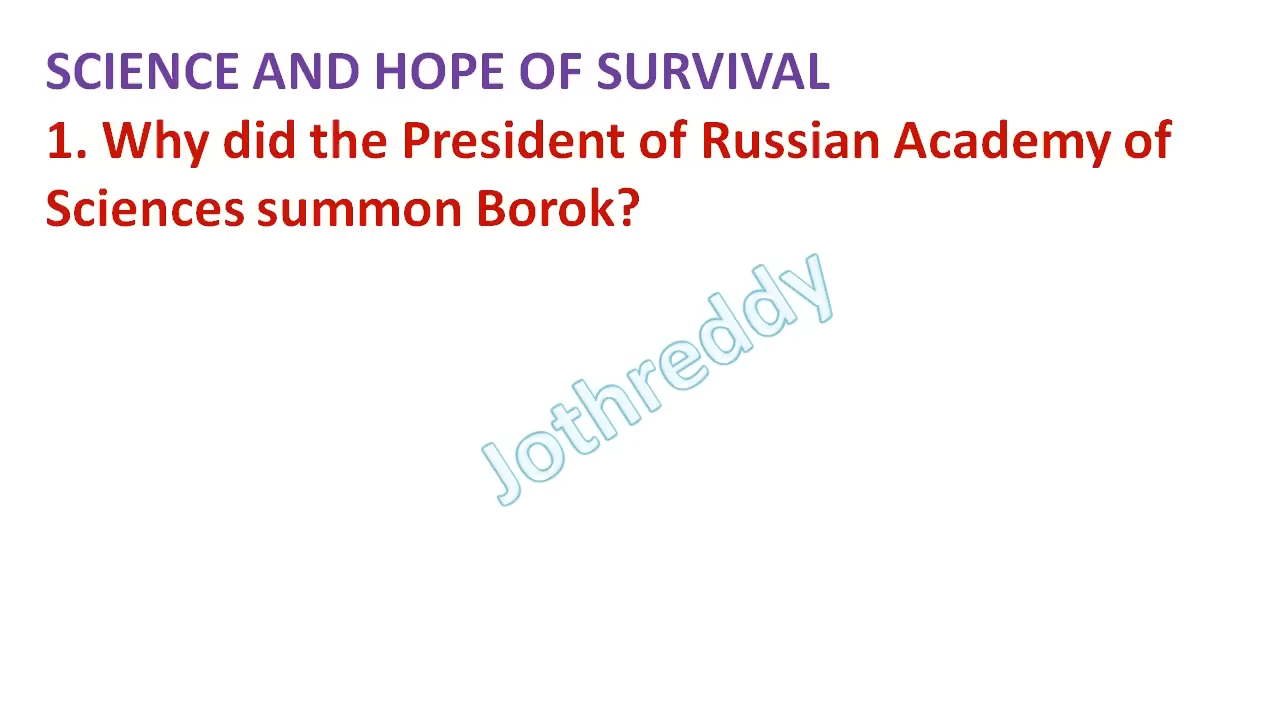 SCIENCE AND HOPE OF SURVIVAL
1. Why did the President of Russian Academy of
Sciences summon Borok?
Jothreddy